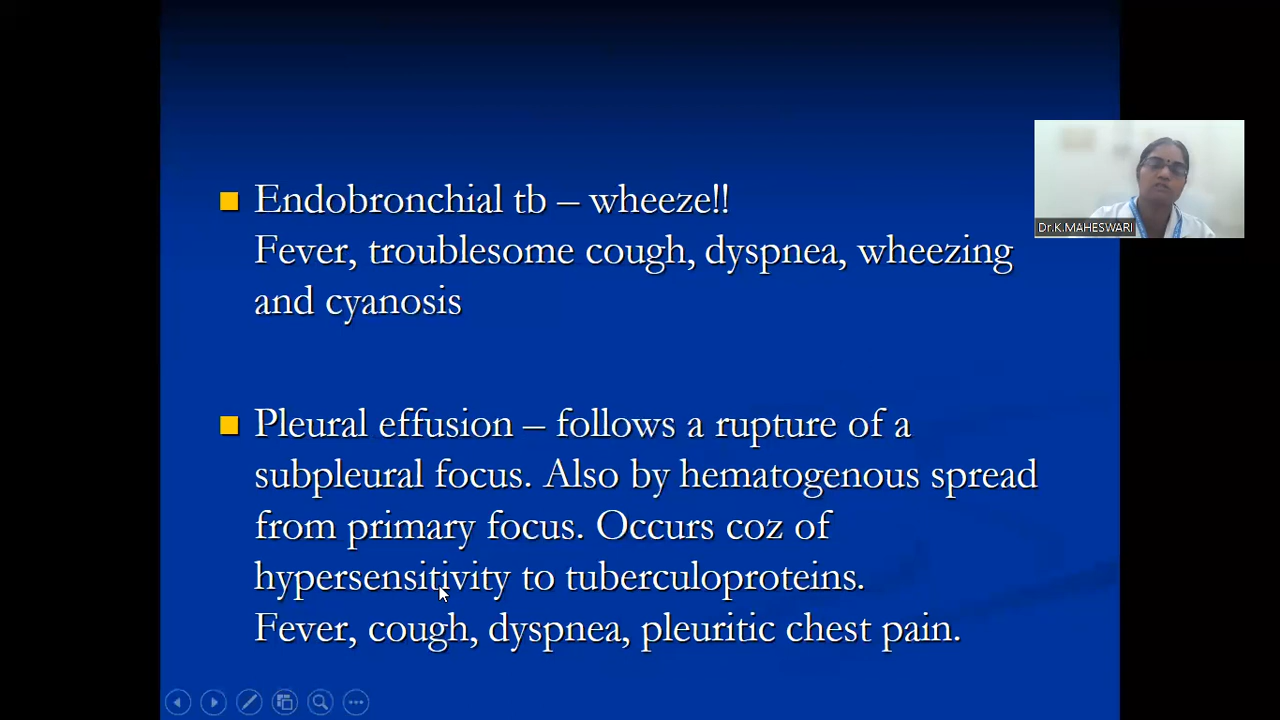 Endobronchial tb – wheeze!!
Fever, troublesome cough, dyspnea, wheezing
and cyanosis
Dr.K.MAHESWARI
Pleural effusion – follows a rupture of a
subpleural focus. Also by hematogenous spread
from primary focus. Occurs coz of
hypersensitivity to tuberculoproteins.
Fever, cough, dyspnea, pleuritic chest pain.